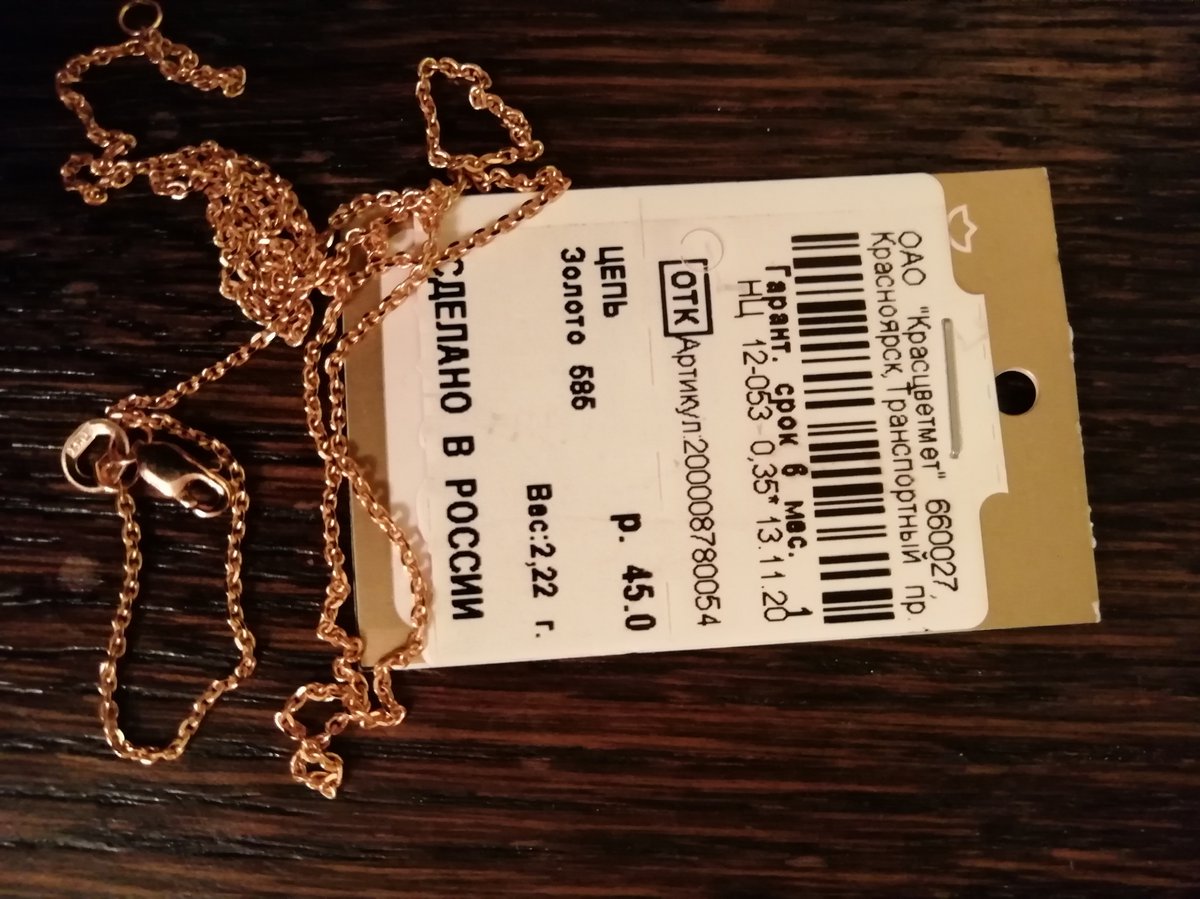 ОАО "Красцветмет" 660027,
Красноярск, Транспортный пр.
Гарант. срок в мес. 1
НЦ 12-053 0,35* 13.11.20
ОТК Артикул:2000087800054
ЦЕПЬ р. 45.0
Золото 585
Вес:2,22 г.
СДЕЛАНО В РОССИИ